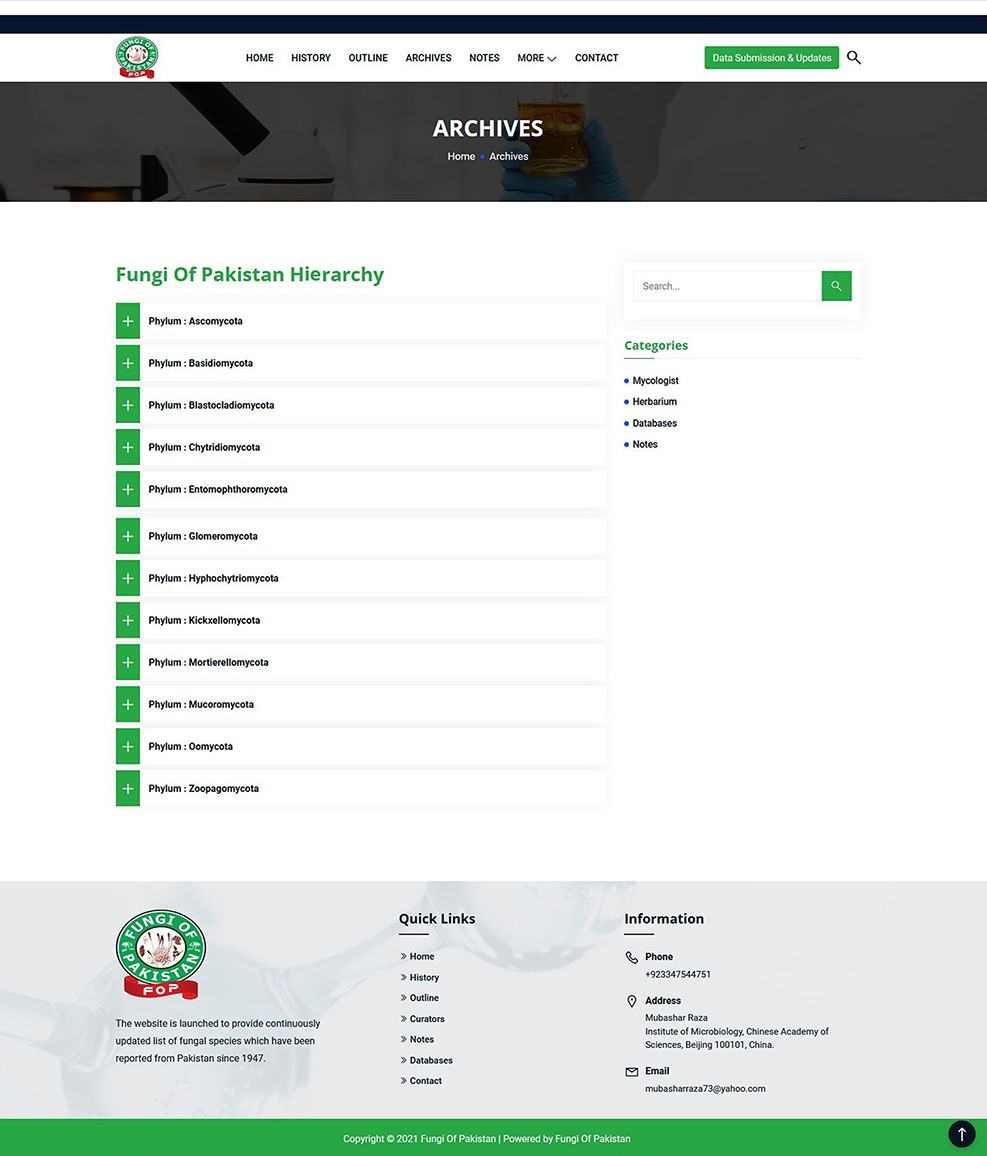 FUNGI OF PAKISTAN
FOP
HOME HISTORY OUTLINE ARCHIVES NOTES MORE CONTACT
Data Submission & Updates
ARCHIVES
Home • Archives
Fungi Of Pakistan Hierarchy
Phylum : Ascomycota
Phylum : Basidiomycota
Phylum : Blastocladiomycota
Phylum : Chytridiomycota
Phylum : Entomophthoromycota
Phylum : Glomeromycota
Phylum : Hyphochytriomycota
Phylum : Kickxellomycota
Phylum : Mortierellomycota
Phylum : Mucoromycota
Phylum : Oomycota
Phylum : Zoopagomycota
Search...
Categories
Mycologist
Herbarium
Databases
Notes
FUNGI OF PAKISTAN
FOP
The website is launched to provide continuously
updated list of fungal species which have been
reported from Pakistan since 1947.
Quick Links
Home
History
Outline
Curators
Notes
Databases
Contact
Information
Phone
+923347544751
Address
Mubashar Raza
Institute of Microbiology, Chinese Academy of
Sciences, Beijing 100101, China.
Email
mubasharraza73@yahoo.com
Copyright © 2021 Fungi Of Pakistan | Powered by Fungi Of Pakistan